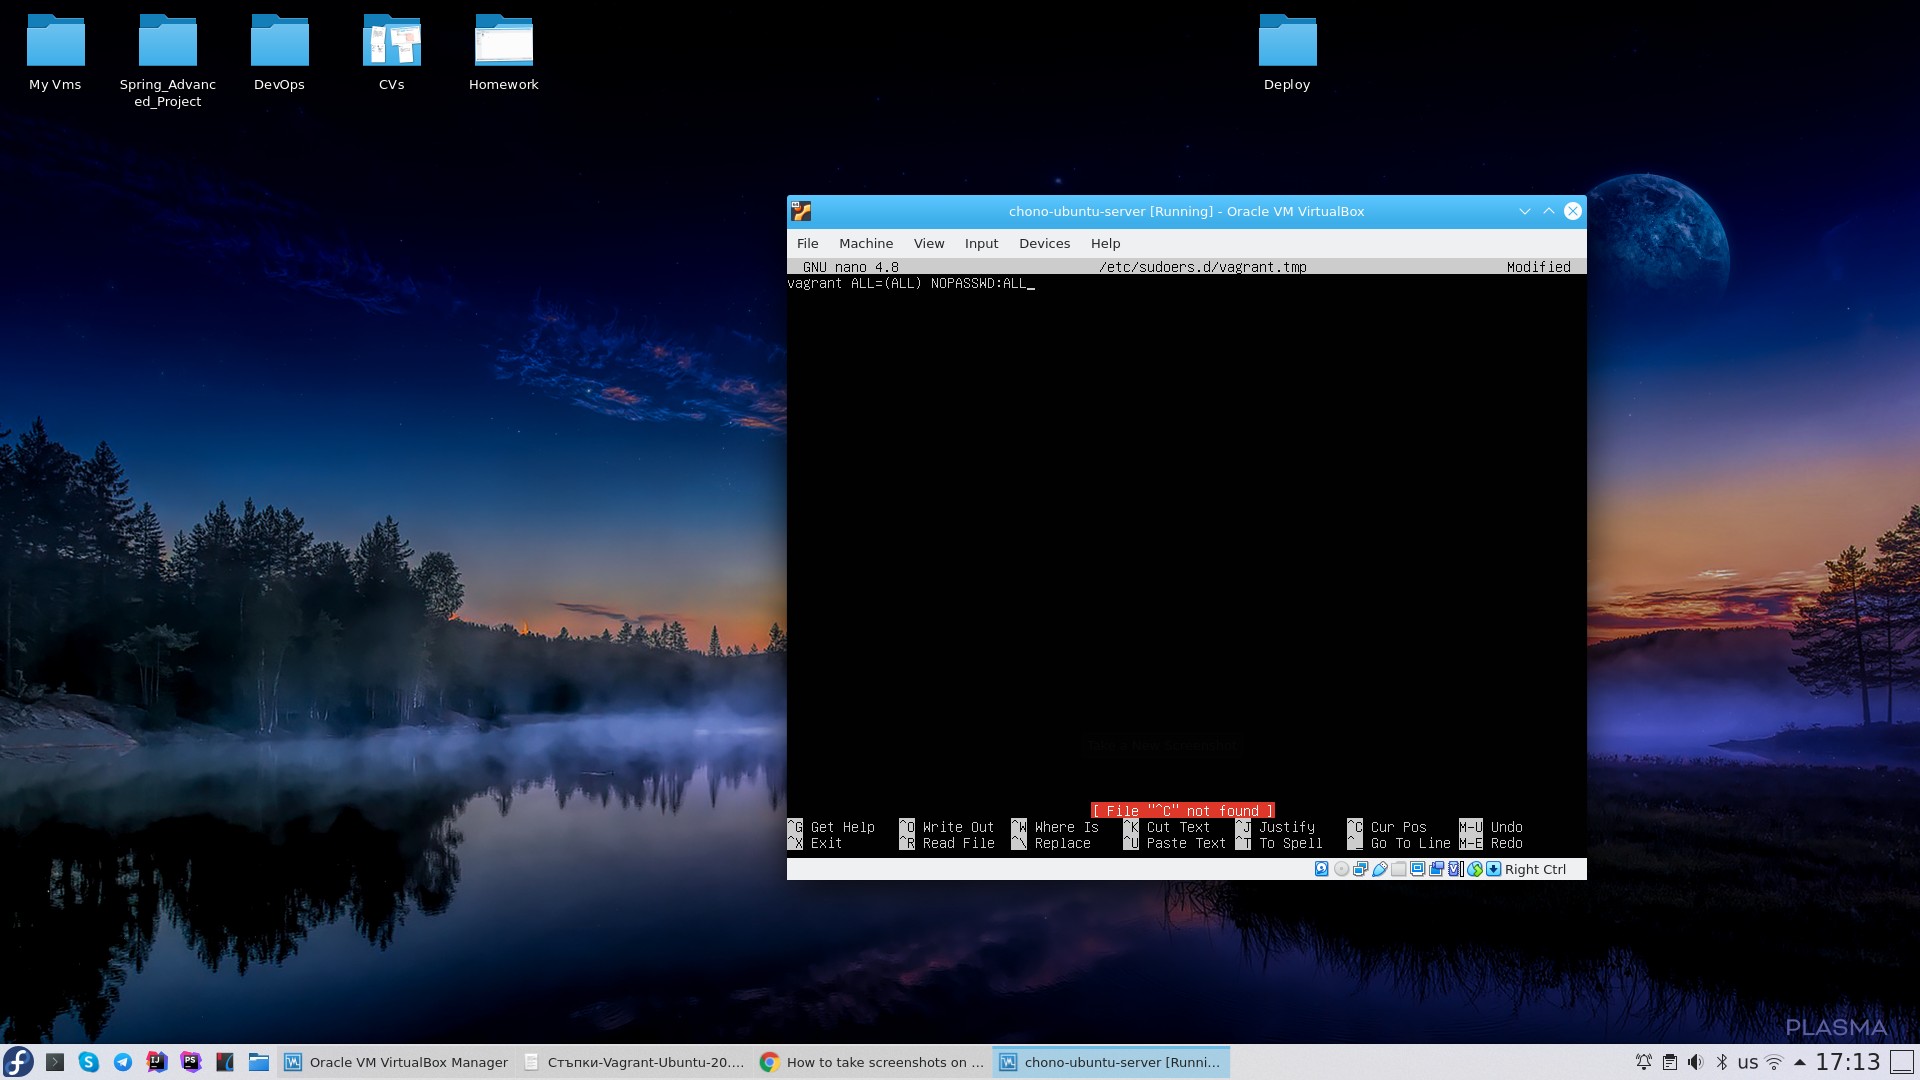 My Vms
Spring_Advanc
ed_Project
DevOps
CVs
Homework
Deploy
chono-ubuntu-server [Running] - Oracle VM VirtualBox
File Machine View Input Devices Help
GNU nano 4.8 /etc/sudoers.d/vagrant.tmp Modified
vagrant ALL=(ALL) NOPASSWD:ALL_
[ File "^C" not found ]
^G Get Help ^O Write Out ^W Where Is ^K Cut Text ^J Justify ^C Cur Pos M-U Undo
^X Exit ^R Read File ^\ Replace ^U Paste Text ^T To Spell ^_ Go To Line M-E Redo
Right Ctrl
PLASMA
Oracle VM VirtualBox Manager
Стъпки-Vagrant-Ubuntu-20....
How to take screenshots on ...
chono-ubuntu-server [Runni...
us
17:13